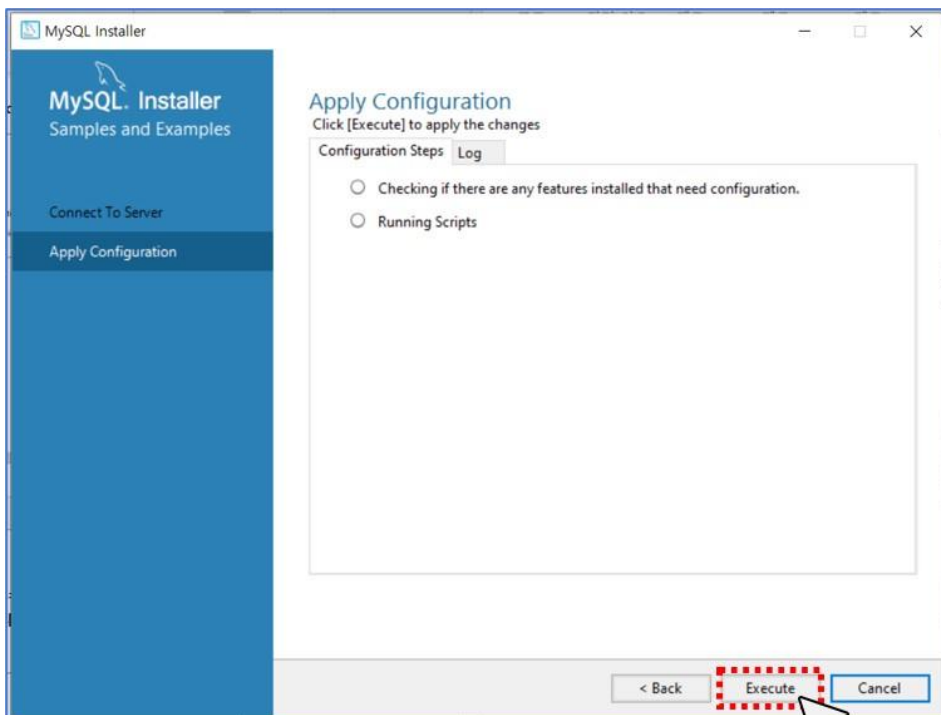 MySQL Installer
MySQL. Installer
Samples and Examples
Connect To Server
Apply Configuration
Apply Configuration
Click [Execute] to apply the changes
Configuration Steps
Log
Checking if there are any features installed that need configuration.
Running Scripts
< Back
Execute
Cancel